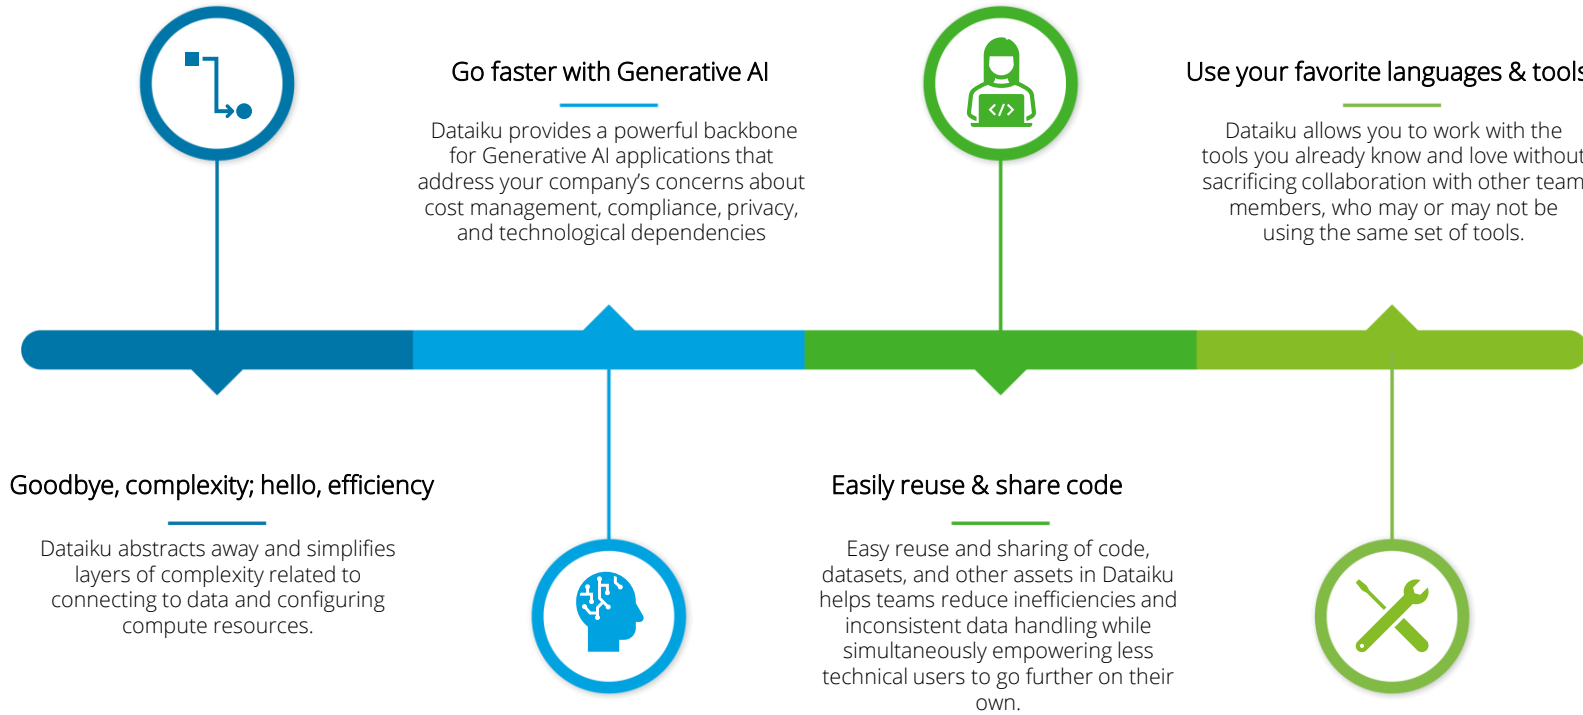 Go faster with Generative AI
Dataiku provides a powerful backbone
for Generative AI applications that
address your company's concerns about
cost management, compliance, privacy,
and technological dependencies
</>
Use your favorite languages & tools
Dataiku allows you to work with the
tools you already know and love without
sacrificing collaboration with other team
members, who may or may not be
using the same set of tools.
Goodbye, complexity; hello, efficiency
Dataiku abstracts away and simplifies
layers of complexity related to
connecting to data and configuring
compute resources.
Easily reuse & share code
Easy reuse and sharing of code,
datasets, and other assets in Dataiku
helps teams reduce inefficiencies and
inconsistent data handling while
simultaneously empowering less
technical users to go further on their
own.